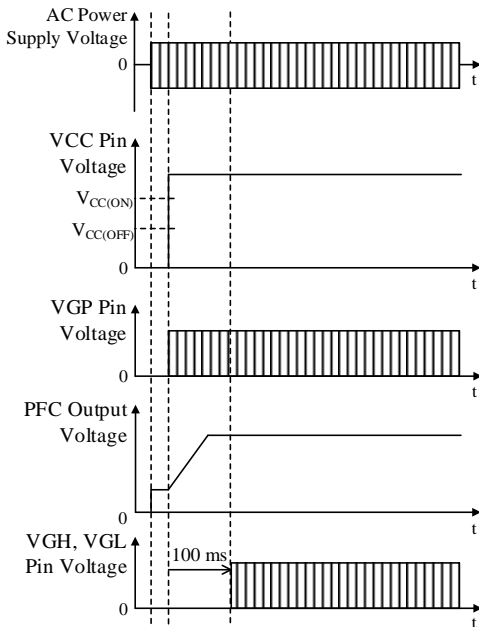 AC Power
Supply Voltage
0
t
VCC Pin
Voltage
VCC(ON)
VCC(OFF)
0
t
VGP Pin
Voltage
0
t
PFC Output
Voltage
0
t
VGH, VGL
Pin Voltage
100 ms
0
t